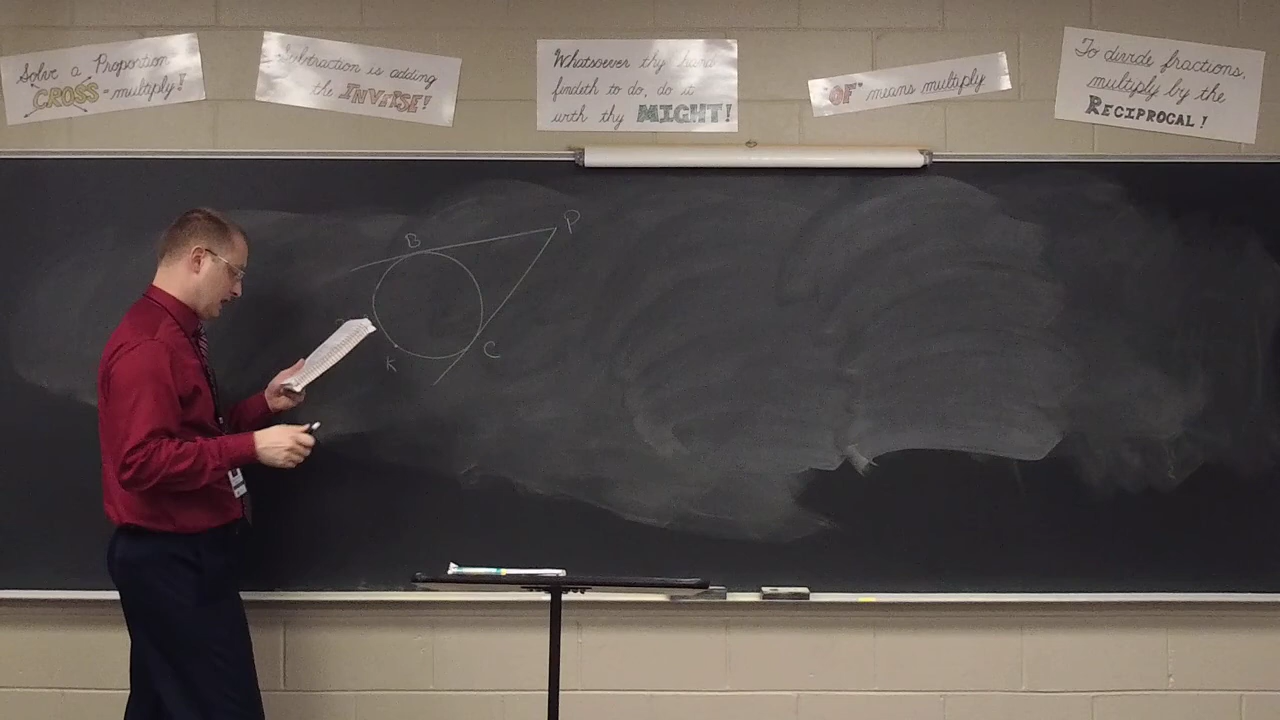 Solve a Proportion
CROSS-multiply!
Subtraction is adding
the INVERSE!
Whatsoever thy hand
findeth to do, do it
with thy MIGHT!
"OF" means multiply
To divide fractions,
multiply by the
RECIPROCAL!
P
B
C
K